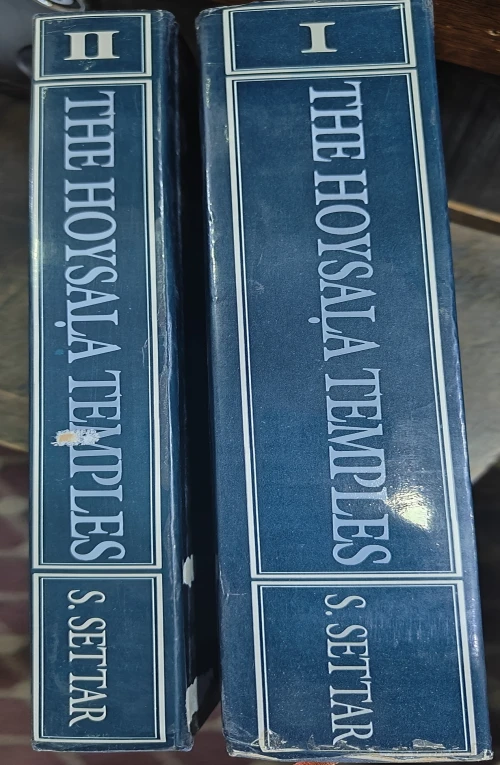 II
THE HOYSAḶA TEMPLES
S. SETTAR
I
THE HOYSAḶA TEMPLES
S. SETTAR